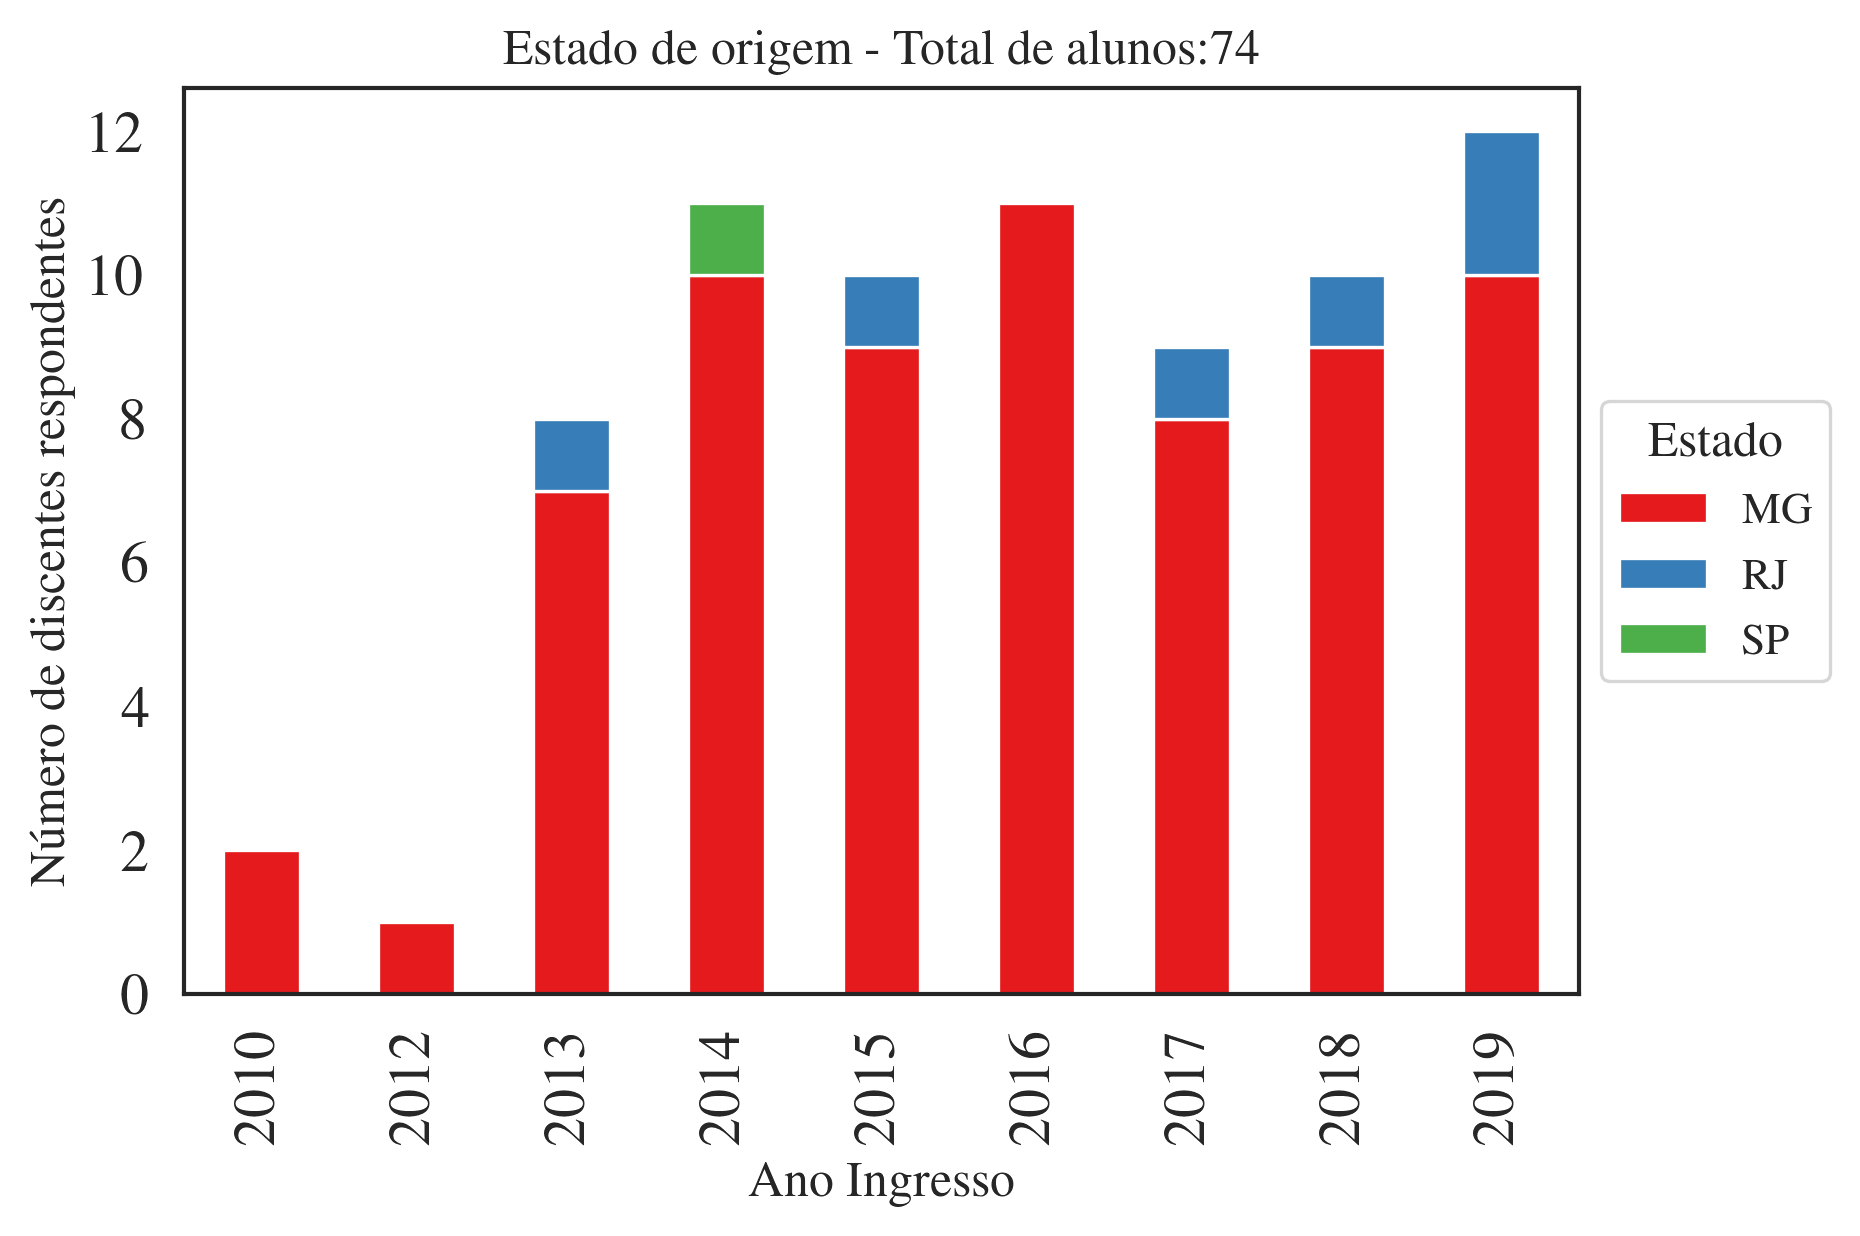 Estado de origem - Total de alunos:74
Número de discentes respondentes
12
10
8
6
4
2
0
2010
2012
2013
2014
2015
2016
2017
2018
2019
Ano Ingresso
Estado
MG
RJ
SP